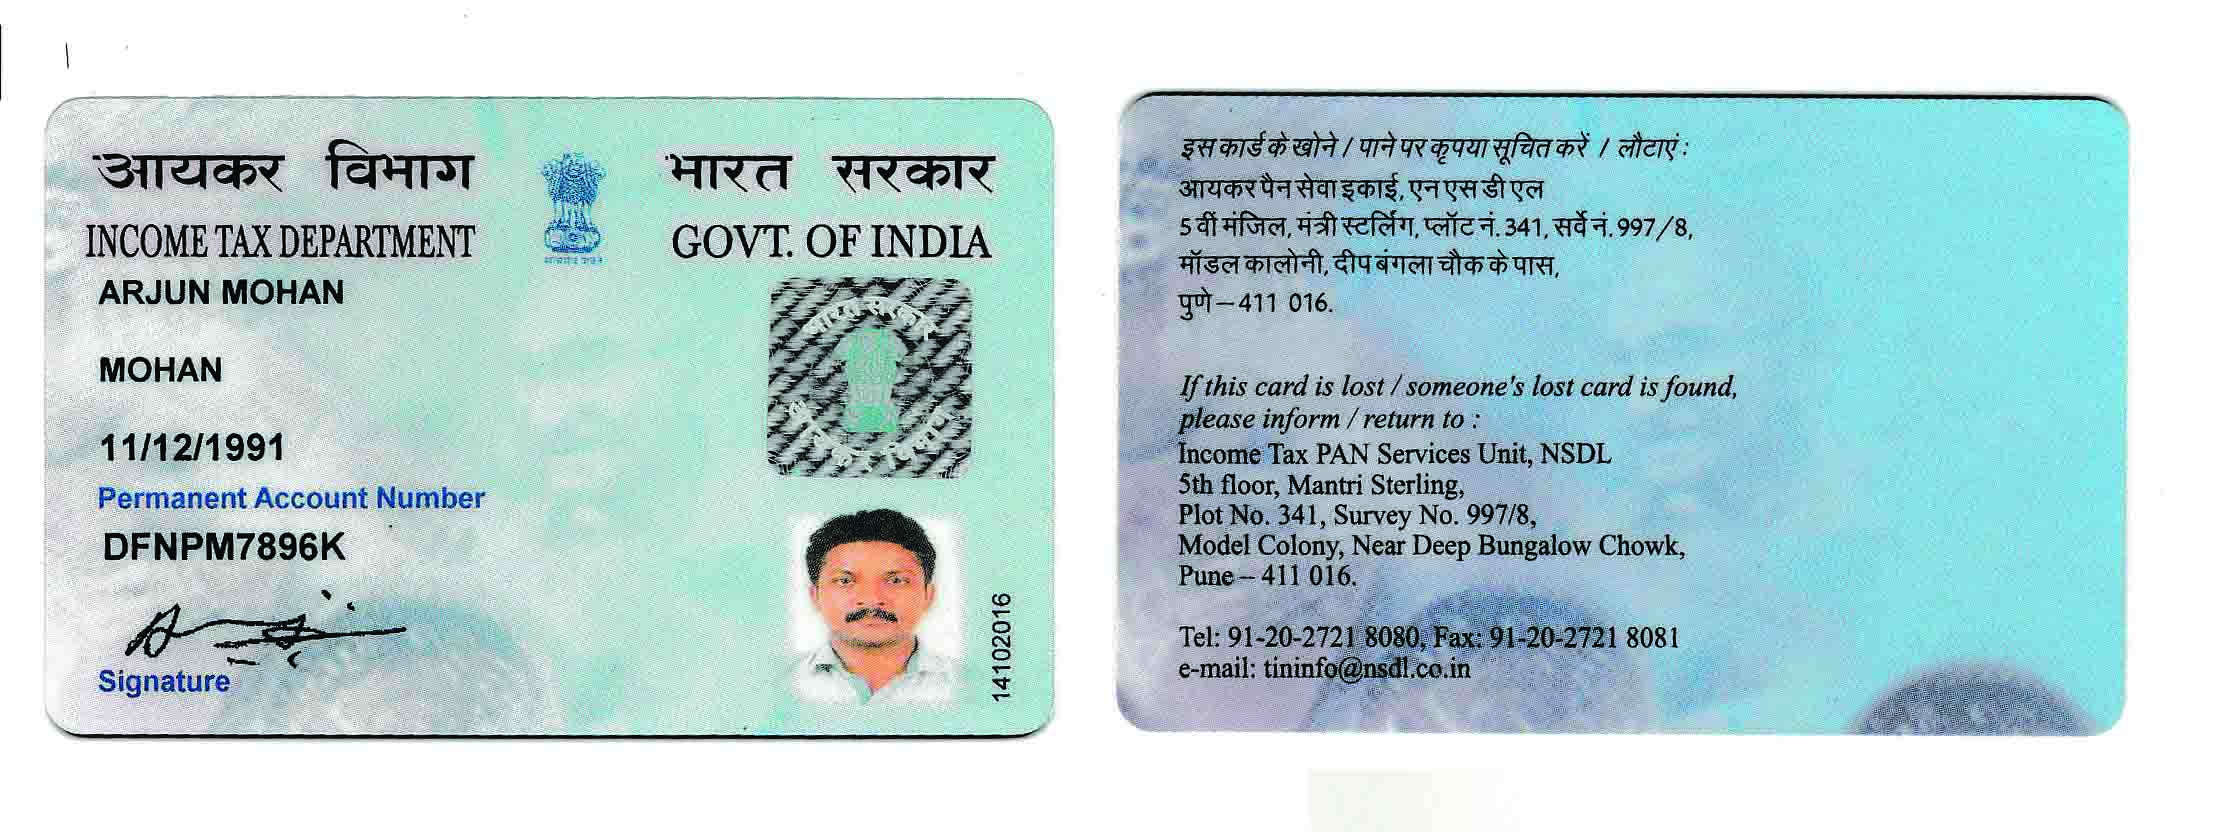 आयकर विभाग
INCOME TAX DEPARTMENT
भारत सरकार
GOVT. OF INDIA
ARJUN MOHAN
MOHAN
11/12/1991
Permanent Account Number
DFNPM7896K
Signature
भारत सरकार
आयकर विभाग
14102016
इस कार्ड के खोने / पाने पर कृपया सूचित करें / लौटाएं :
आयकर पैन सेवा इकाई, एन एस डी एल
5 वीं मंजिल, मंत्री स्टर्लिंग, प्लॉट नं. 341, सर्वे नं. 997/8,
मॉडल कालोनी, दीप बंगला चौक के पास,
पुणे – 411 016.
If this card is lost / someone's lost card is found,
please inform / return to :
Income Tax PAN Services Unit, NSDL
5th floor, Mantri Sterling,
Plot No. 341, Survey No. 997/8,
Model Colony, Near Deep Bungalow Chowk,
Pune – 411 016.
Tel: 91-20-2721 8080, Fax: 91-20-2721 8081
e-mail: tininfo@nsdl.co.in